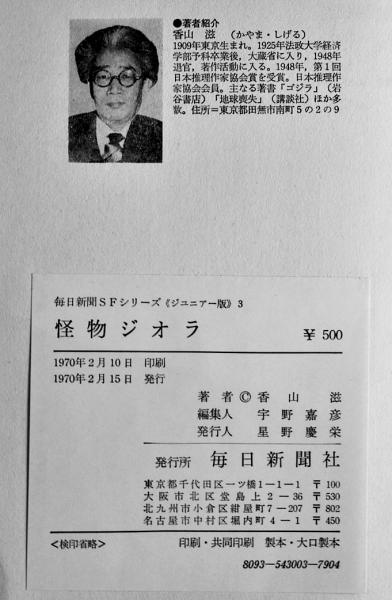 ●著者紹介
香山 滋 （かやま・しげる）
1909年東京生まれ。1925年法政大学経済
学部予科卒業後，大蔵省に入り，1948年
退官，著作活動に入る。1948年，第1回
日本推理作家協会賞を受賞。日本推理作
家協会会員。主なる著書「ゴジラ」（岩
谷書店）「地球喪失」（講談社）ほか多
数。住所＝東京都田無市南町5の2の9
毎日新聞SFシリーズ《ジュニアー版》3
怪物ジオラ ￥500
1970年2月10日 印刷
1970年2月15日 発行
著者©香山滋
編集人 宇野嘉彦
発行人 星野慶栄
発行所 毎日新聞社
東京都千代田区一ツ橋1－1－1 〒100
大阪市北区堂島上2－36 〒530
北九州市小倉区紺屋町7－207 〒802
名古屋市中村区堀内町4－1 〒450
＜検印省略＞ 印刷・共同印刷 製本・大口製本
8093-543003-7904